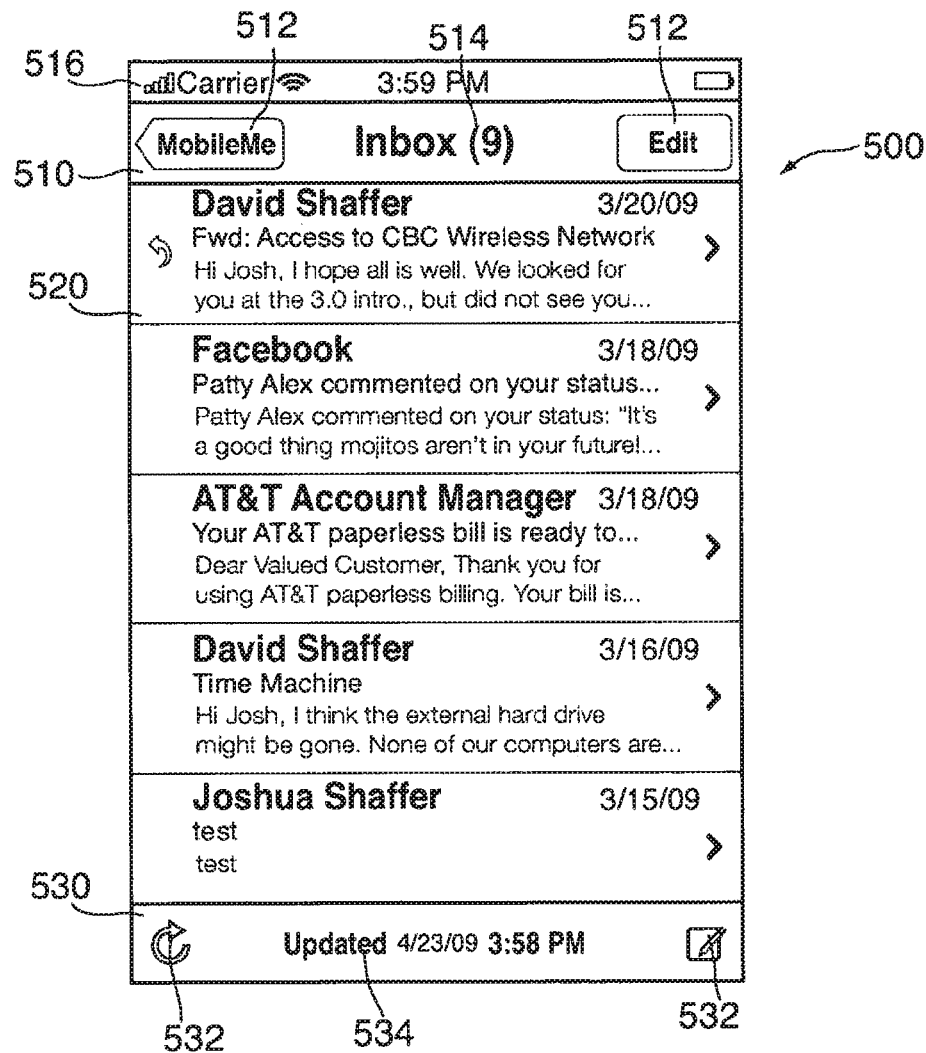 512 514 512
516 Carrier 3:59 PM
MobileMe Inbox (9) Edit
500
510
David Shaffer 3/20/09
Fwd: Access to CBC Wireless Network
Hi Josh, I hope all is well. We looked for
520
you at the 3.0 intro., but did not see you...
Facebook 3/18/09
Patty Alex commented on your status...
Patty Alex commented on your status: "It's
a good thing mojitos aren't in your future!...
AT&T Account Manager 3/18/09
Your AT&T paperless bill is ready to...
Dear Valued Customer, Thank you for
using AT&T paperless billing. Your bill is...
David Shaffer 3/16/09
Time Machine
Hi Josh, I think the external hard drive
might be gone. None of our computers are...
Joshua Shaffer 3/15/09
test
test
530
Updated 4/23/09 3:58 PM
532 534 532